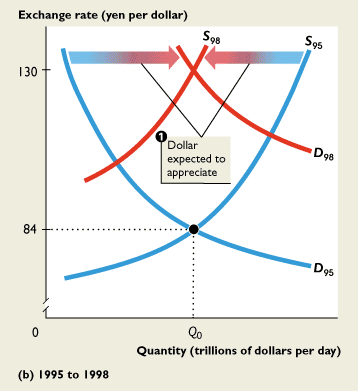 Exchange rate (yen per dollar)
S98
S95
130
1
Dollar
expected to
appreciate
D98
84
D95
0
Q0
Quantity (trillions of dollars per day)
(b) 1995 to 1998